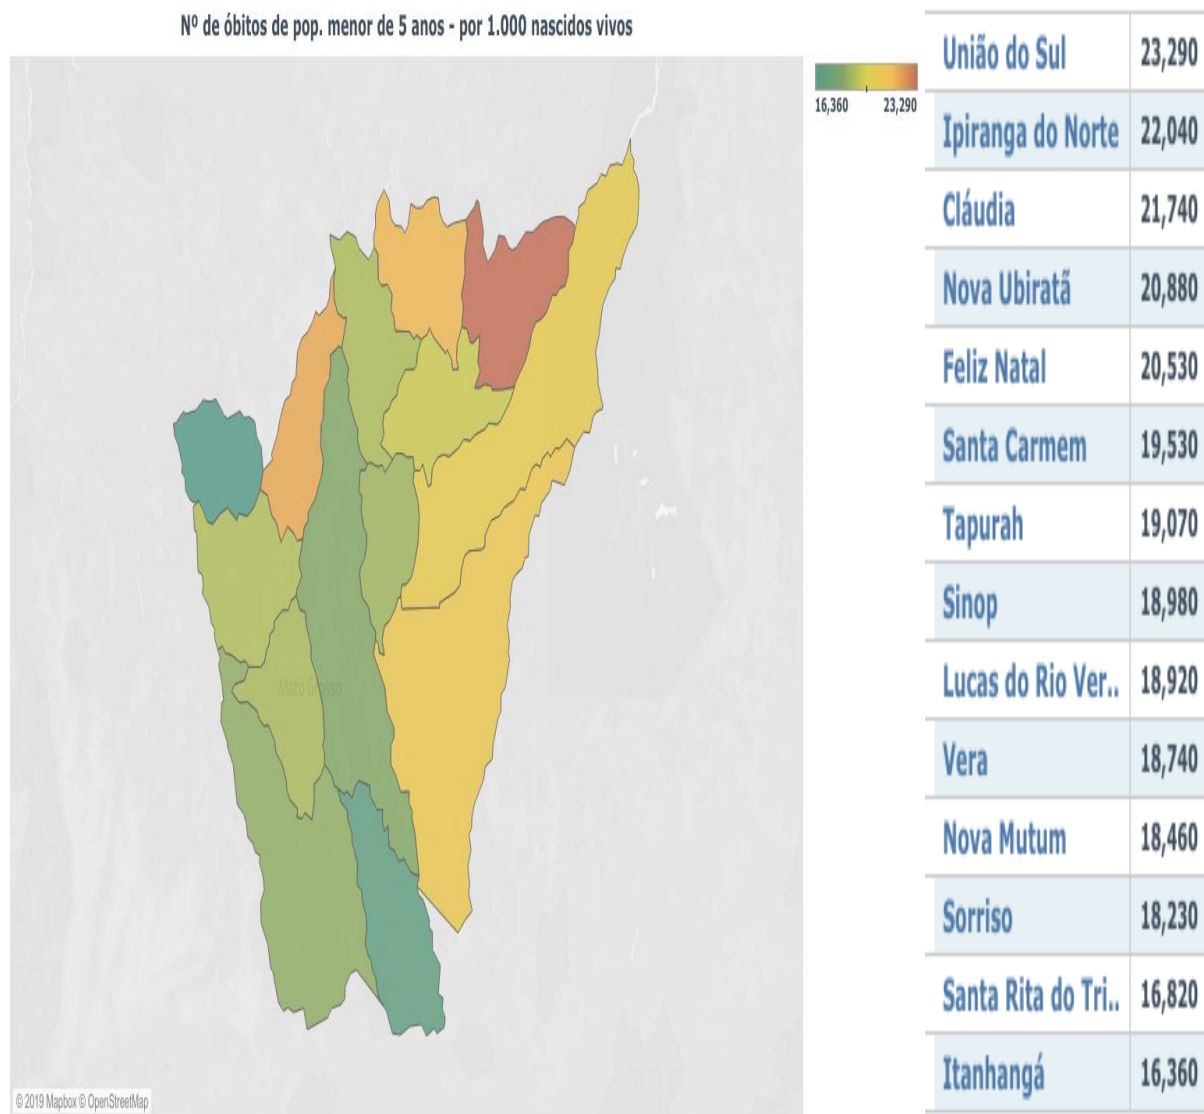 Nº de óbitos de pop. menor de 5 anos - por 1.000 nascidos vivos
16,360 23,290
União do Sul 23,290
Ipiranga do Norte 22,040
Cláudia 21,740
Nova Ubiratã 20,880
Feliz Natal 20,530
Santa Carmem 19,530
Tapurah 19,070
Sinop 18,980
Lucas do Rio Ver.. 18,920
Vera 18,740
Nova Mutum 18,460
Sorriso 18,230
Santa Rita do Tri.. 16,820
Itanhangá 16,360
Mato Grosso
© 2019 Mapbox © OpenStreetMap